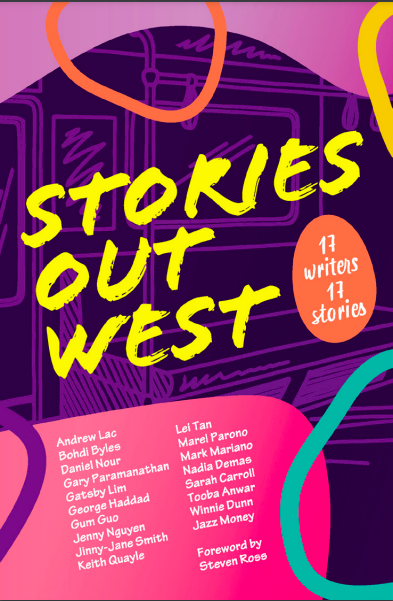 STORIES
OUT
WEST
17
writers
17
stories
Andrew Lac
Bohdi Byles
Daniel Nour
Gary Paramanathan
Gatsby Lim
George Haddad
Gum Guo
Jenny Nguyen
Jinny-Jane Smith
Keith Quayle
Lei Tan
Marel Parono
Mark Mariano
Nadia Demas
Sarah Carroll
Tooba Anwar
Winnie Dunn
Jazz Money
Foreword by
Steven Ross